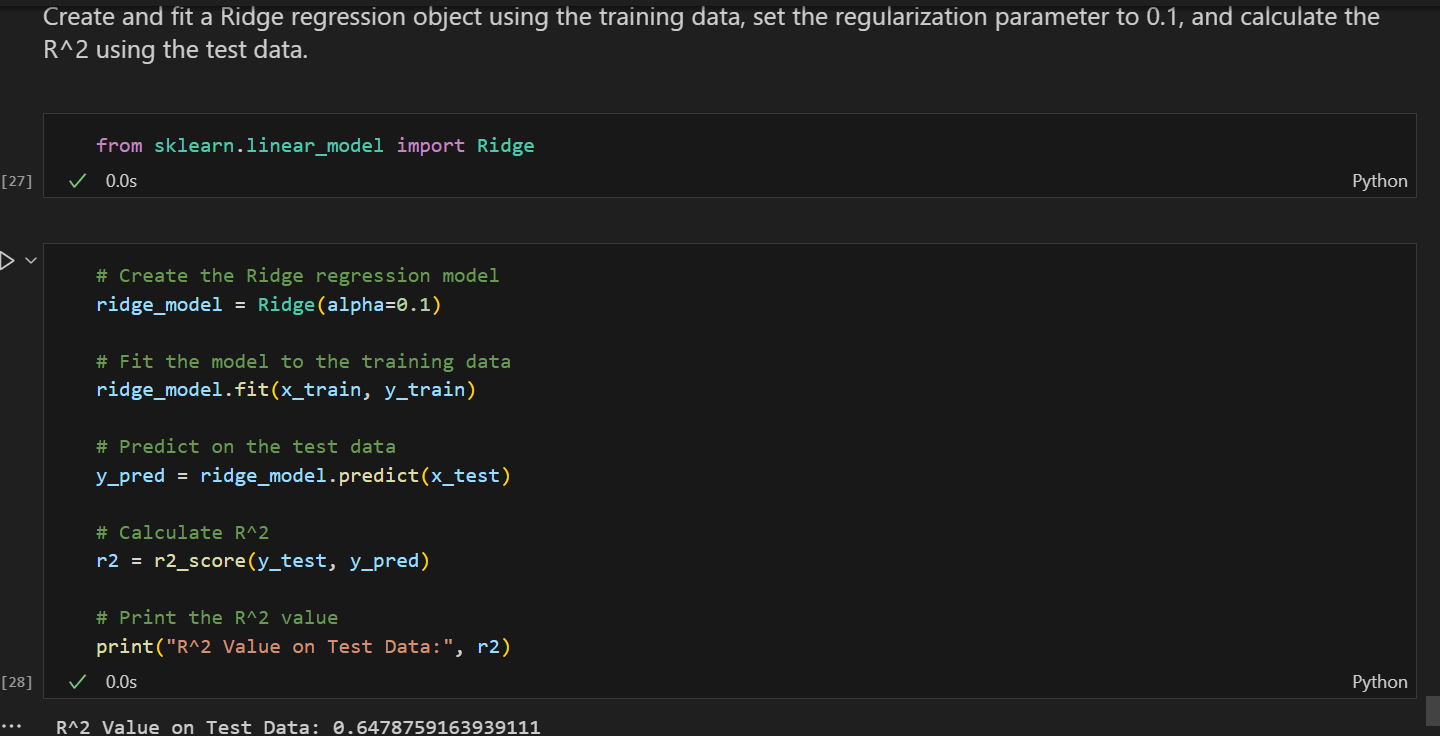 Create and fit a Ridge regression object using the training data, set the regularization parameter to 0.1, and calculate the
R^2 using the test data.
from sklearn.linear_model import Ridge
[27]
0.0s
Python
# Create the Ridge regression model
ridge_model = Ridge(alpha=0.1)
# Fit the model to the training data
ridge_model.fit(x_train, y_train)
# Predict on the test data
y_pred = ridge_model.predict(x_test)
# Calculate R^2
r2 = r2_score(y_test, y_pred)
# Print the R^2 value
print("R^2 Value on Test Data:", r2)
[28]
0.0s
Python
R^2 Value on Test Data: 0.6478759163939111